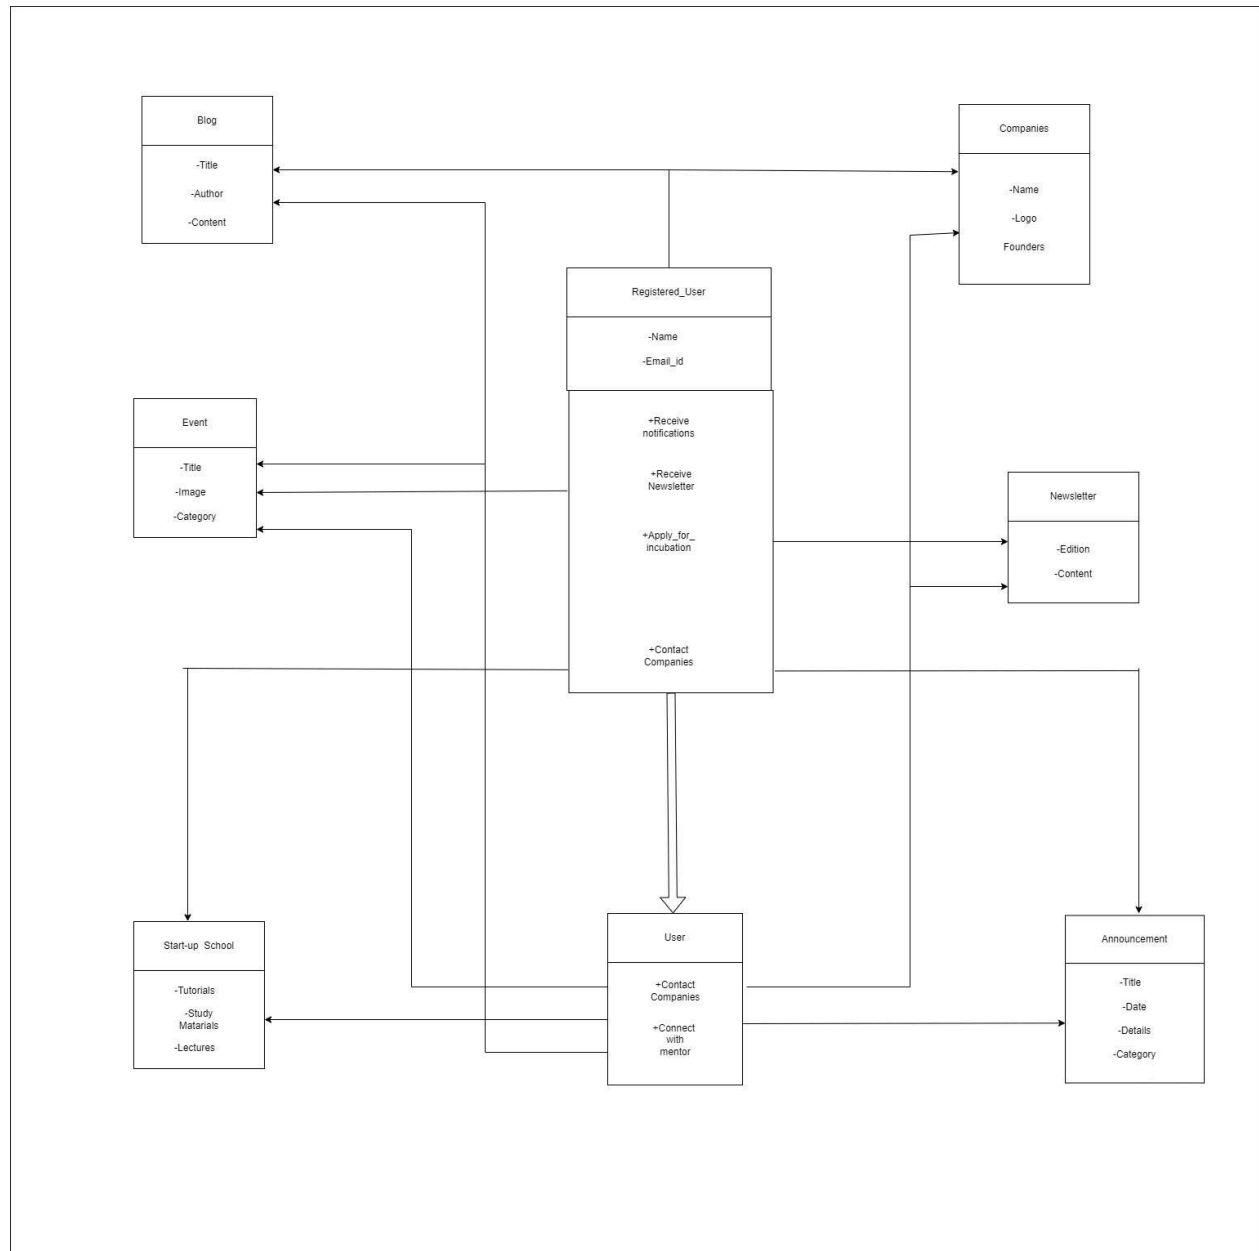 Blog
-Title
-Author
-Content
Companies
-Name
-Logo
Founders
Registered_User
-Name
-Email_id
+Receive
notifications
+Receive
Newsletter
+Apply_for_
incubation
+Contact
Companies
Event
-Title
-Image
-Category
Newsletter
-Edition
-Content
Start-up School
-Tutorials
-Study
Matarials
-Lectures
User
+Contact
Companies
+Connect
with
mentor
Announcement
-Title
-Date
-Details
-Category